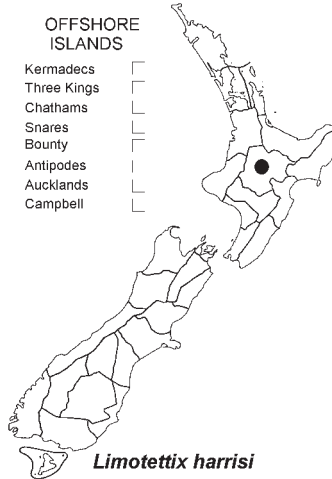 OFFSHORE
ISLANDS
Kermadecs
Three Kings
Chathams
Snares
Bounty
Antipodes
Aucklands
Campbell
Limotettix harrisi